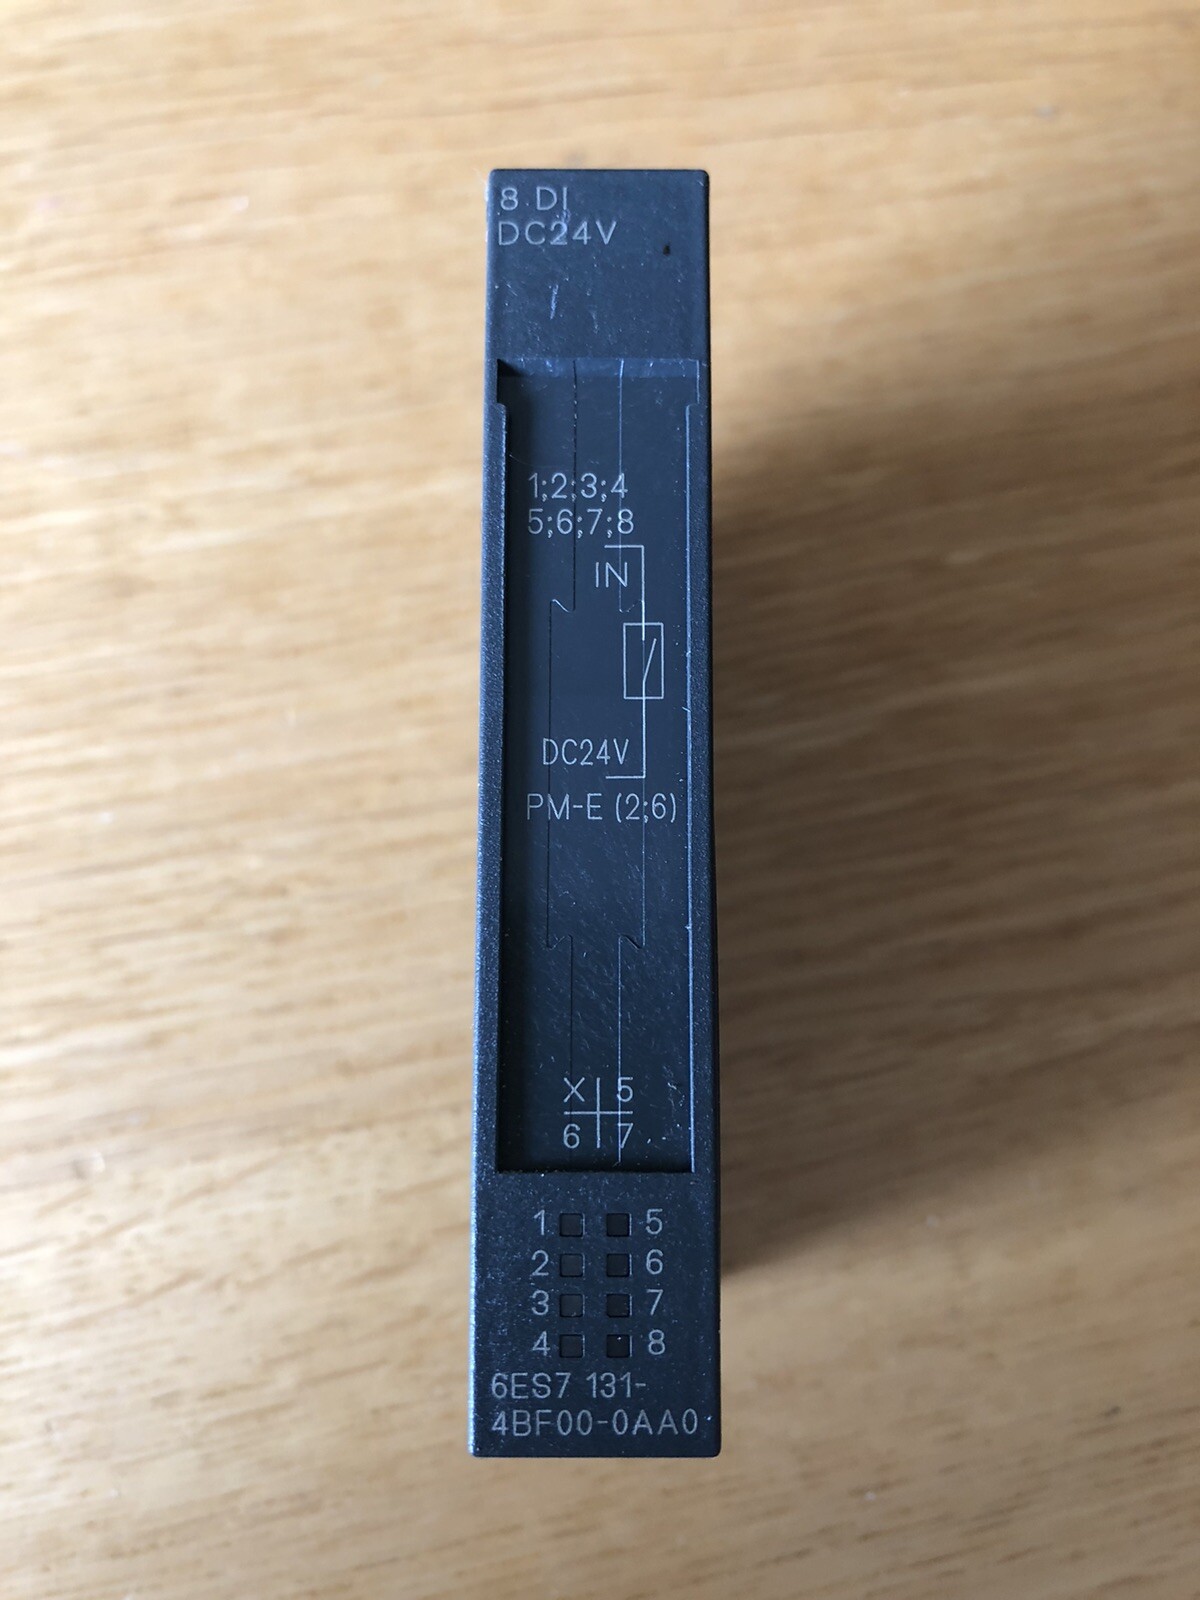 8 DI
DC24V
1;2;3;4
5;6;7;8
IN
DC24V
PM-E (2;6)
X 5
6 7
1 5
2 6
3 7
4 8
6ES7 131-
4BF00-0AA0